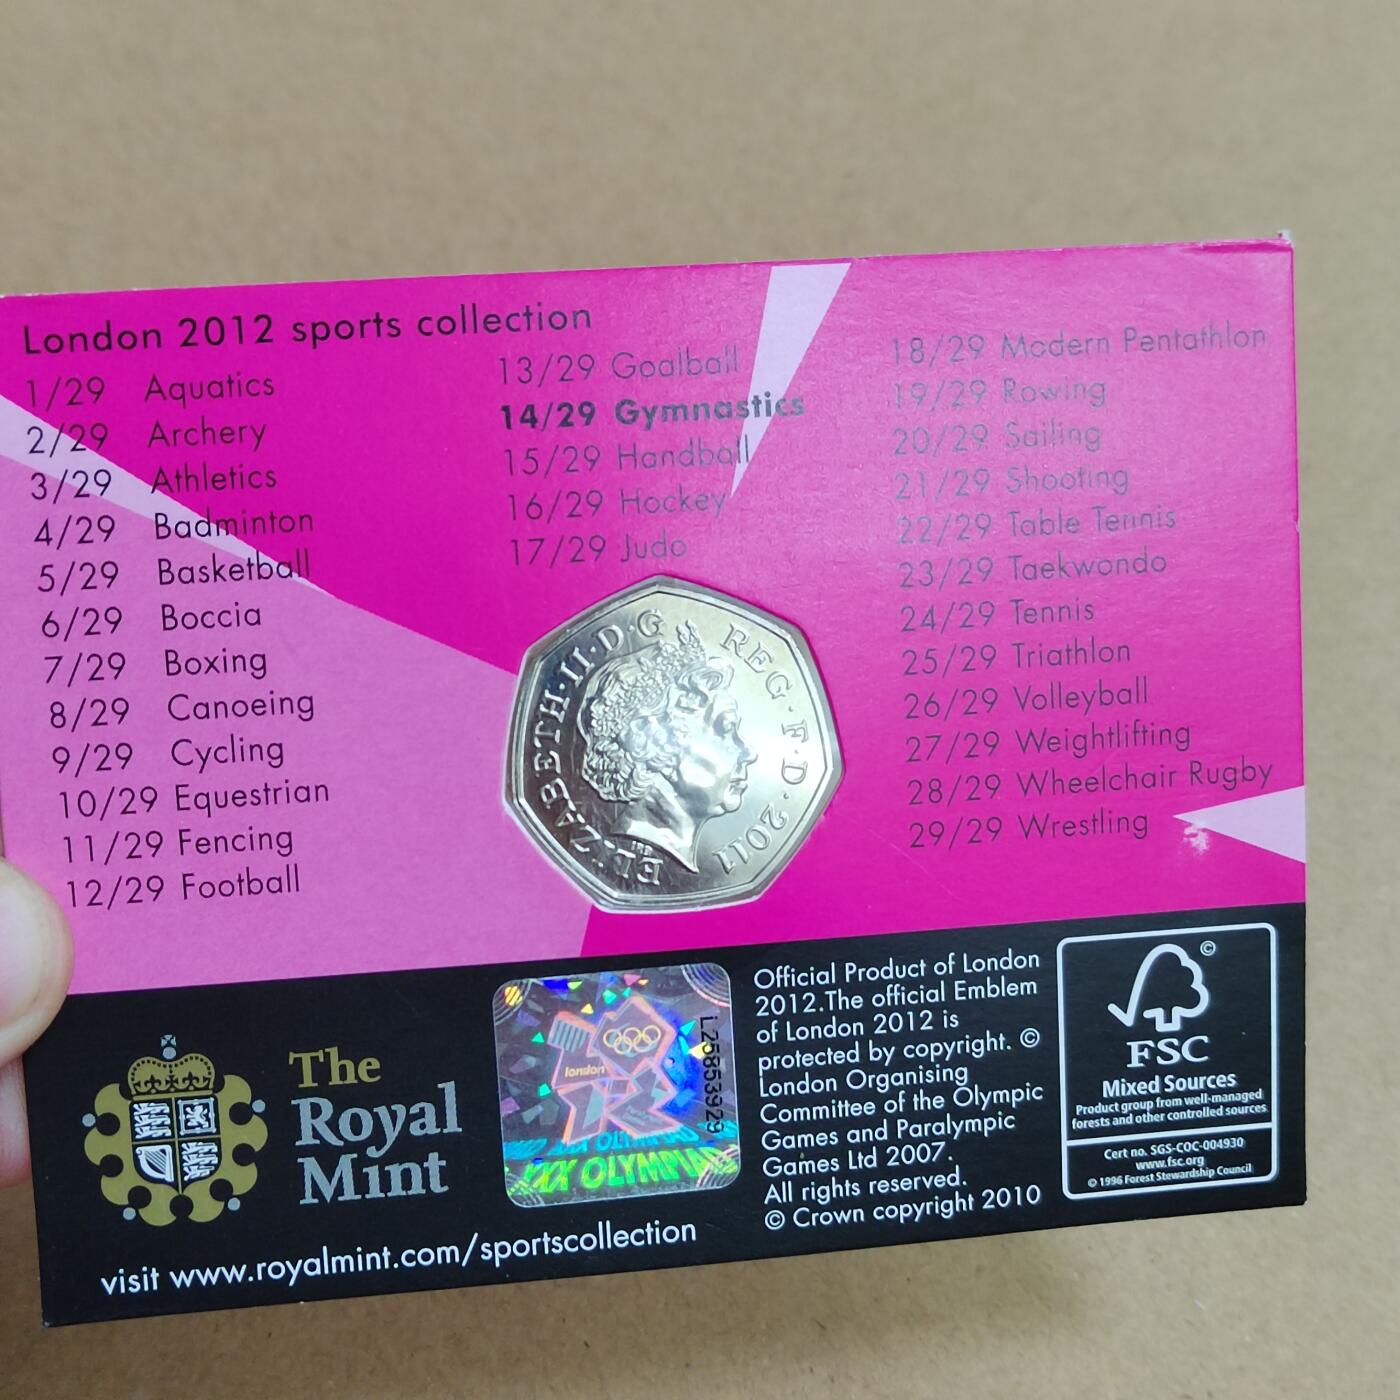 London 2012 sports collection
1/29 Aquatics
2/29 Archery
3/29 Athletics
4/29 Badminton
5/29 Basketball
6/29 Boccia
7/29 Boxing
8/29 Canoeing
9/29 Cycling
10/29 Equestrian
11/29 Fencing
12/29 Football
13/29 Goalball
14/29 Gymnastics
15/29 Handball
16/29 Hockey
17/29 Judo
18/29 Modern Pentathlon
19/29 Rowing
20/29 Sailing
21/29 Shooting
22/29 Table Tennis
23/29 Taekwondo
24/29 Tennis
25/29 Triathlon
26/29 Volleyball
27/29 Weightlifting
28/29 Wheelchair Rugby
29/29 Wrestling
ELIZABETH·II·D·G REG·F·D·2011
The
Royal
Mint
visit www.royalmint.com/sportscollection
london
XXX OLYMPIAD
L25853929
Official Product of London
2012.The official Emblem
of London 2012 is
protected by copyright. ©
London Organising
Committee of the Olympic
Games and Paralympic
Games Ltd 2007.
All rights reserved.
© Crown copyright 2010
©
FSC
Mixed Sources
Product group from well-managed
forests and other controlled sources
Cert no. SGS-COC-004930
www.fsc.org
© 1996 Forest Stewardship Council